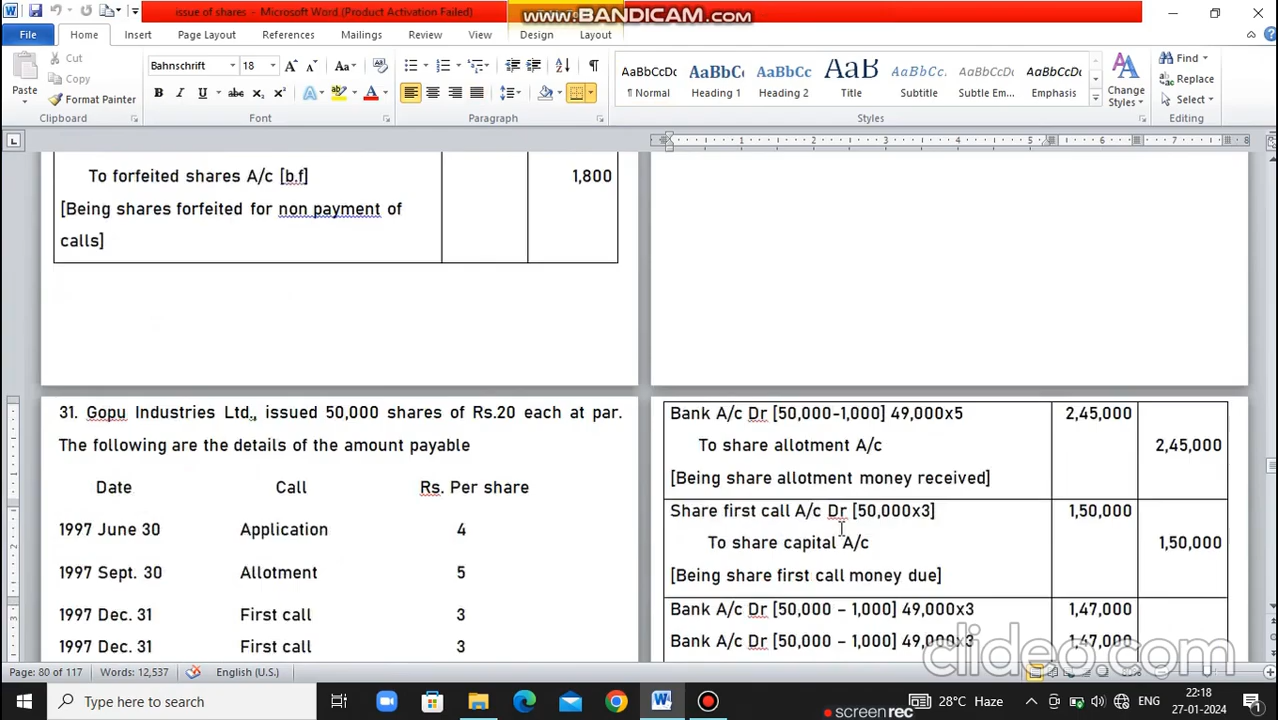 issue of shares - Microsoft Word (Product Activation Failed)
www.BANDICAM.com
File
Home
Insert
Page Layout
References
Mailings
Review
View
Design
Layout
Paste
Cut
Copy
Format Painter
Clipboard
Bahnschrift
18
Font
Paragraph
AaBbCcDc
¶ Normal
AaBbCc
Heading 1
AaBbCc
Heading 2
AaB
Title
AaBbCc.
Subtitle
AaBbCcDc
Subtle Em...
AaBbCcDc
Emphasis
Styles
Change
Styles
Find
Replace
Select
Editing
To forfeited shares A/c [b.f]
1,800
[Being shares forfeited for non payment of
calls]
31. Gopu Industries Ltd., issued 50,000 shares of Rs.20 each at par.
The following are the details of the amount payable
Date Call Rs. Per share
1997 June 30 Application 4
1997 Sept. 30 Allotment 5
1997 Dec. 31 First call 3
1997 Dec. 31 First call 3
Bank A/c Dr [50,000-1,000] 49,000x5 2,45,000
To share allotment A/c 2,45,000
[Being share allotment money received]
Share first call A/c Dr [50,000x3] 1,50,000
To share capital A/c 1,50,000
[Being share first call money due]
Bank A/c Dr [50,000 – 1,000] 49,000x3 1,47,000
Bank A/c Dr [50,000 – 1,000] 49,000x3 1,47,000
clideo.com
Page: 80 of 117
Words: 12,537
English (U.S.)
Type here to search
screenrec
28°C Haze
ENG
22:18
27-01-2024